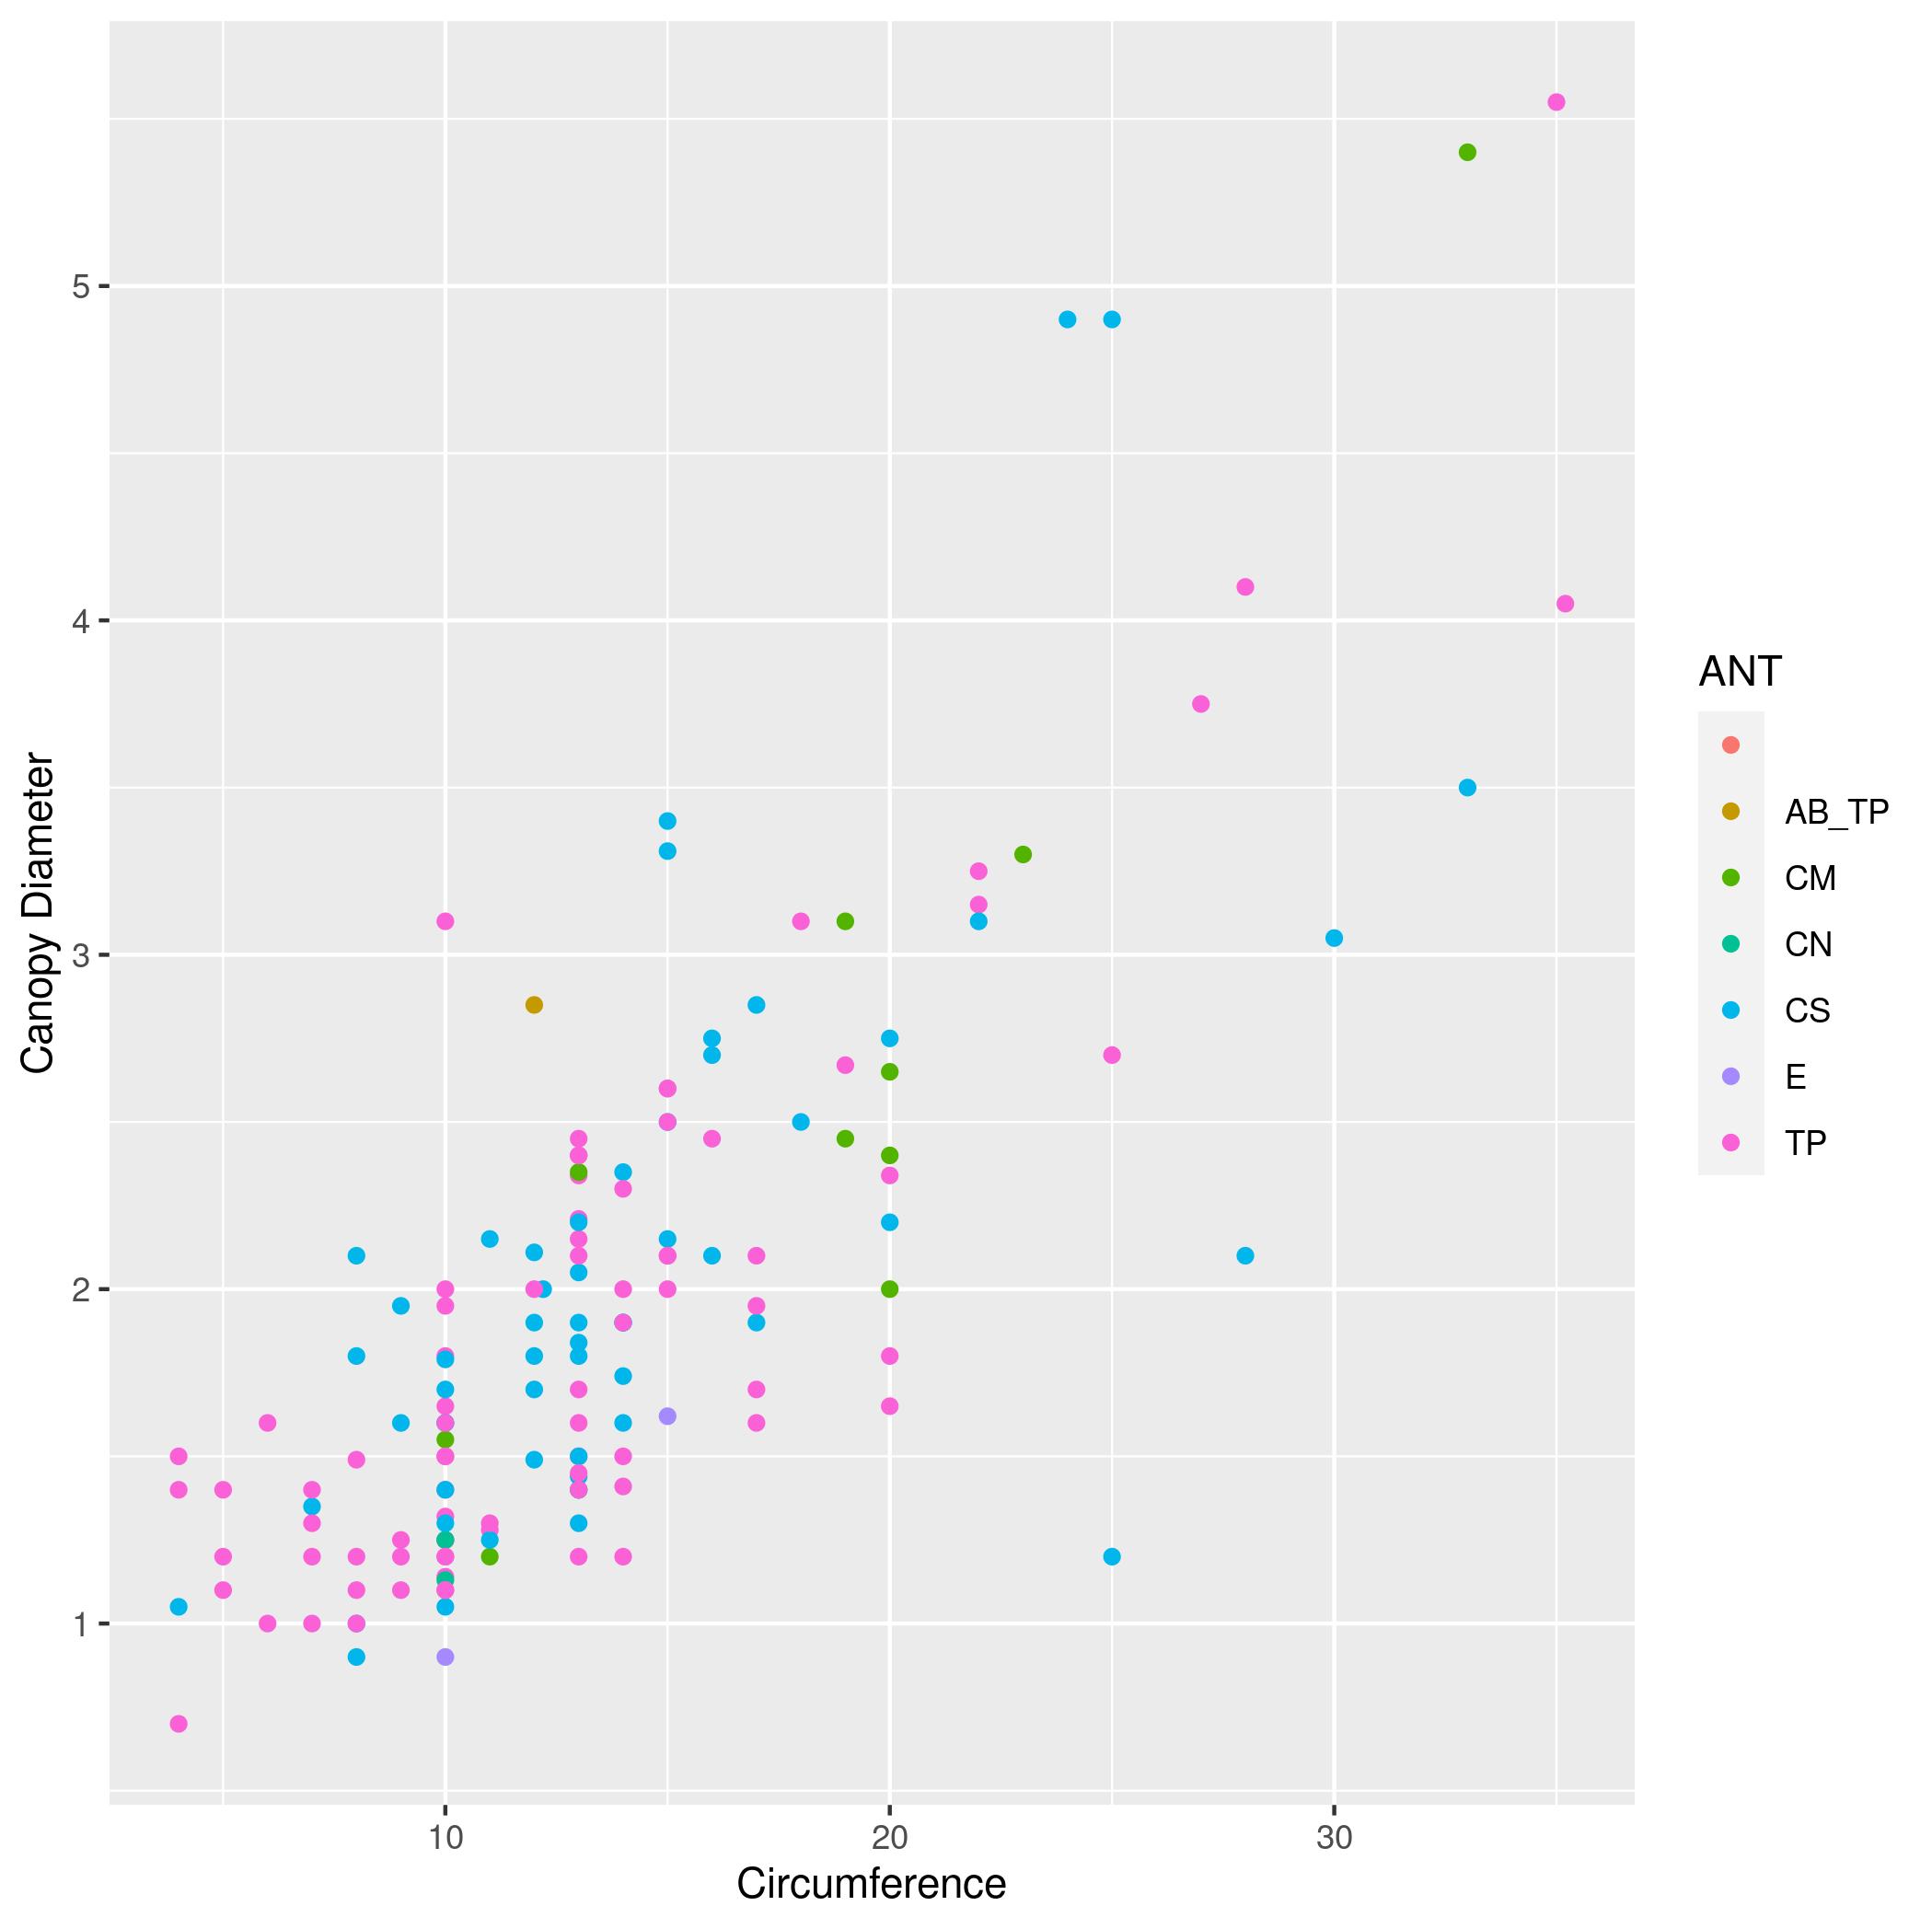 Canopy Diameter
5
4
3
2
1
10 20 30
Circumference
ANT
AB_TP
CM
CN
CS
E
TP